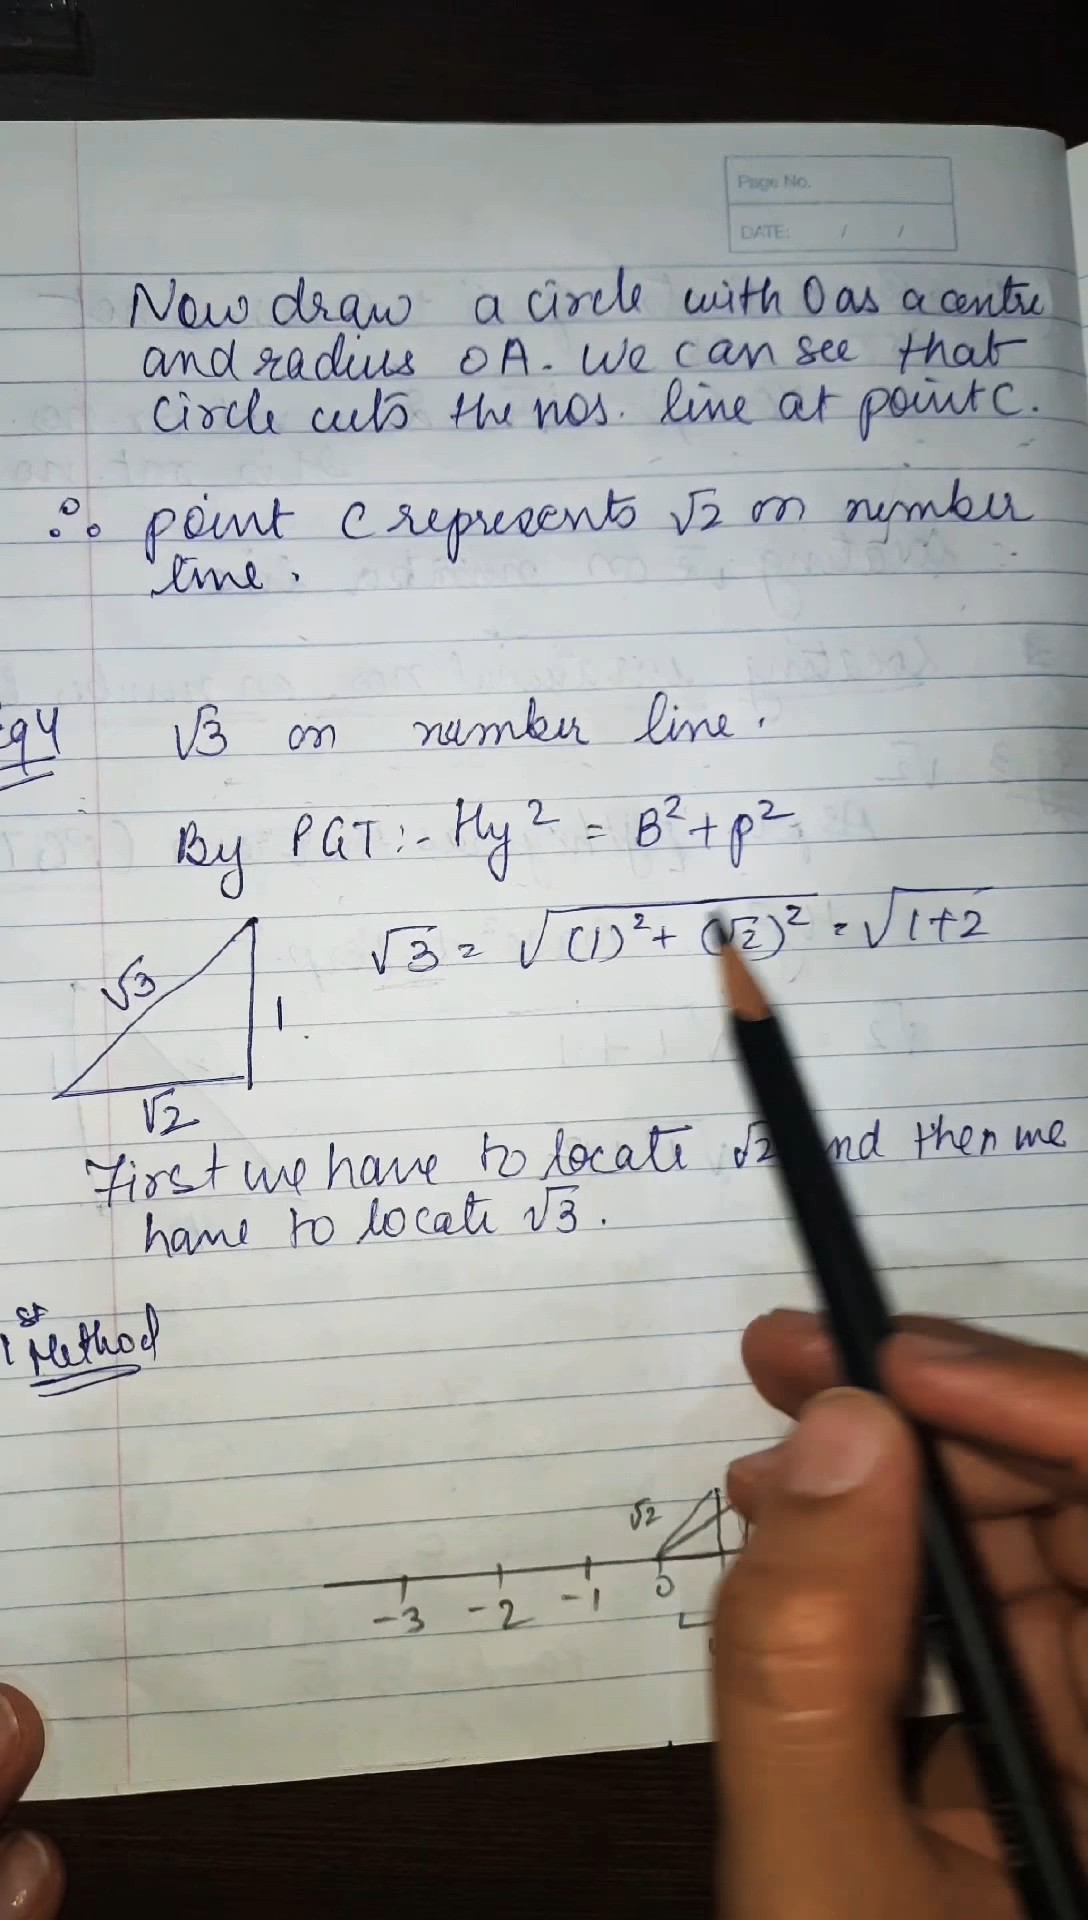 Page No.
DATE: / /
Now draw a circle with O as a centre
and radius OA. We can see that
circle cuts the nos. line at point C.
∴ point C represents √2 on number
line.
Eg 4 √3 on number line.
By PGT:- Hy² = B² + P²
√3 = √(1)² + (√2)² = √1+2
√3
1
√2
First we have to locate √2 and then we
have to locate √3.
1st Method
√2
-3 -2 -1 0